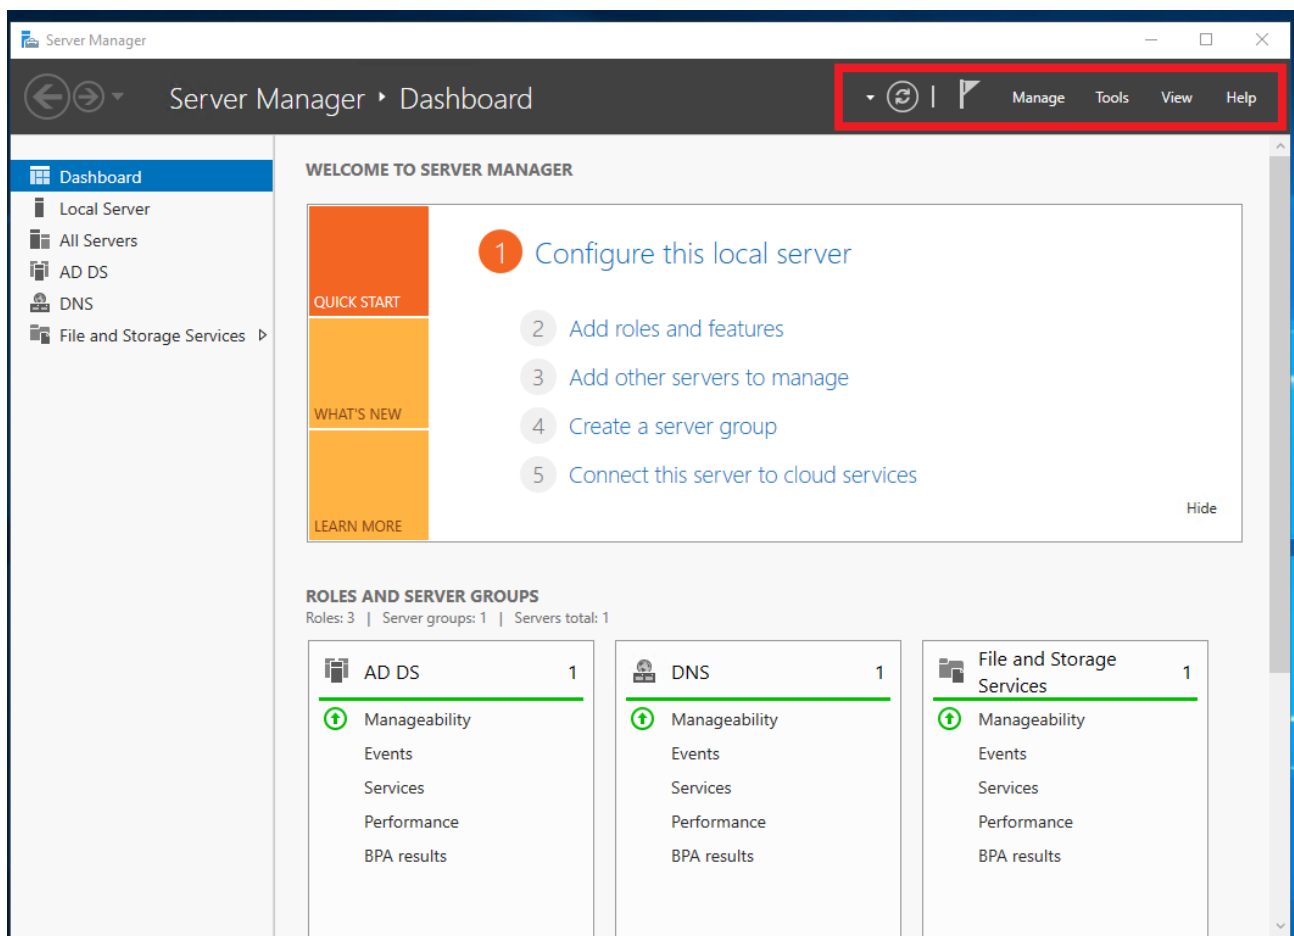 Server Manager
Server Manager ‣ Dashboard
Manage Tools View Help
Dashboard
Local Server
All Servers
AD DS
DNS
File and Storage Services
WELCOME TO SERVER MANAGER
QUICK START
WHAT'S NEW
LEARN MORE
1 Configure this local server
2 Add roles and features
3 Add other servers to manage
4 Create a server group
5 Connect this server to cloud services
Hide
ROLES AND SERVER GROUPS
Roles: 3 | Server groups: 1 | Servers total: 1
AD DS 1
Manageability
Events
Services
Performance
BPA results
DNS 1
Manageability
Events
Services
Performance
BPA results
File and Storage
Services 1
Manageability
Events
Services
Performance
BPA results